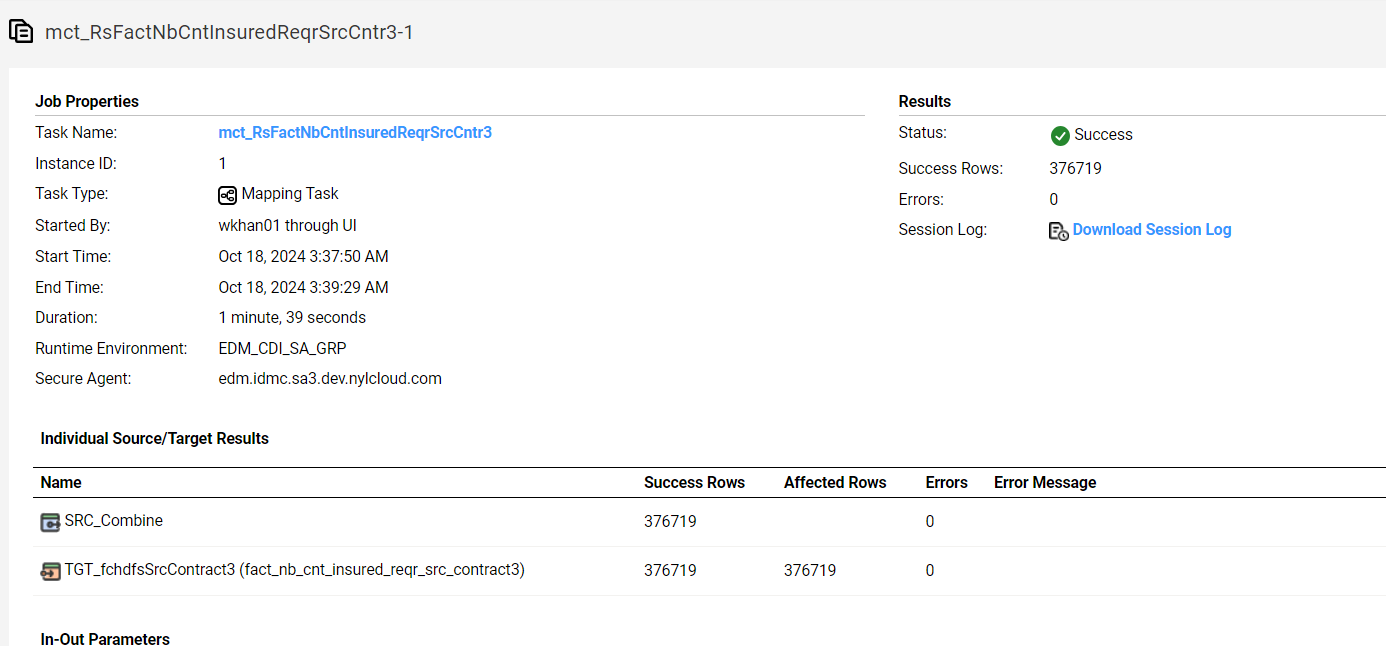 mct_RsFactNbCntInsuredReqrSrcCntr3-1
Job Properties
Task Name: mct_RsFactNbCntInsuredReqrSrcCntr3
Instance ID: 1
Task Type: Mapping Task
Started By: wkhan01 through UI
Start Time: Oct 18, 2024 3:37:50 AM
End Time: Oct 18, 2024 3:39:29 AM
Duration: 1 minute, 39 seconds
Runtime Environment: EDM_CDI_SA_GRP
Secure Agent: edm.idmc.sa3.dev.nylcloud.com
Results
Status: Success
Success Rows: 376719
Errors: 0
Session Log: Download Session Log
Individual Source/Target Results
Name Success Rows Affected Rows Errors Error Message
SRC_Combine 376719 0
TGT_fchdfsSrcContract3 (fact_nb_cnt_insured_reqr_src_contract3) 376719 376719 0
In-Out Parameters